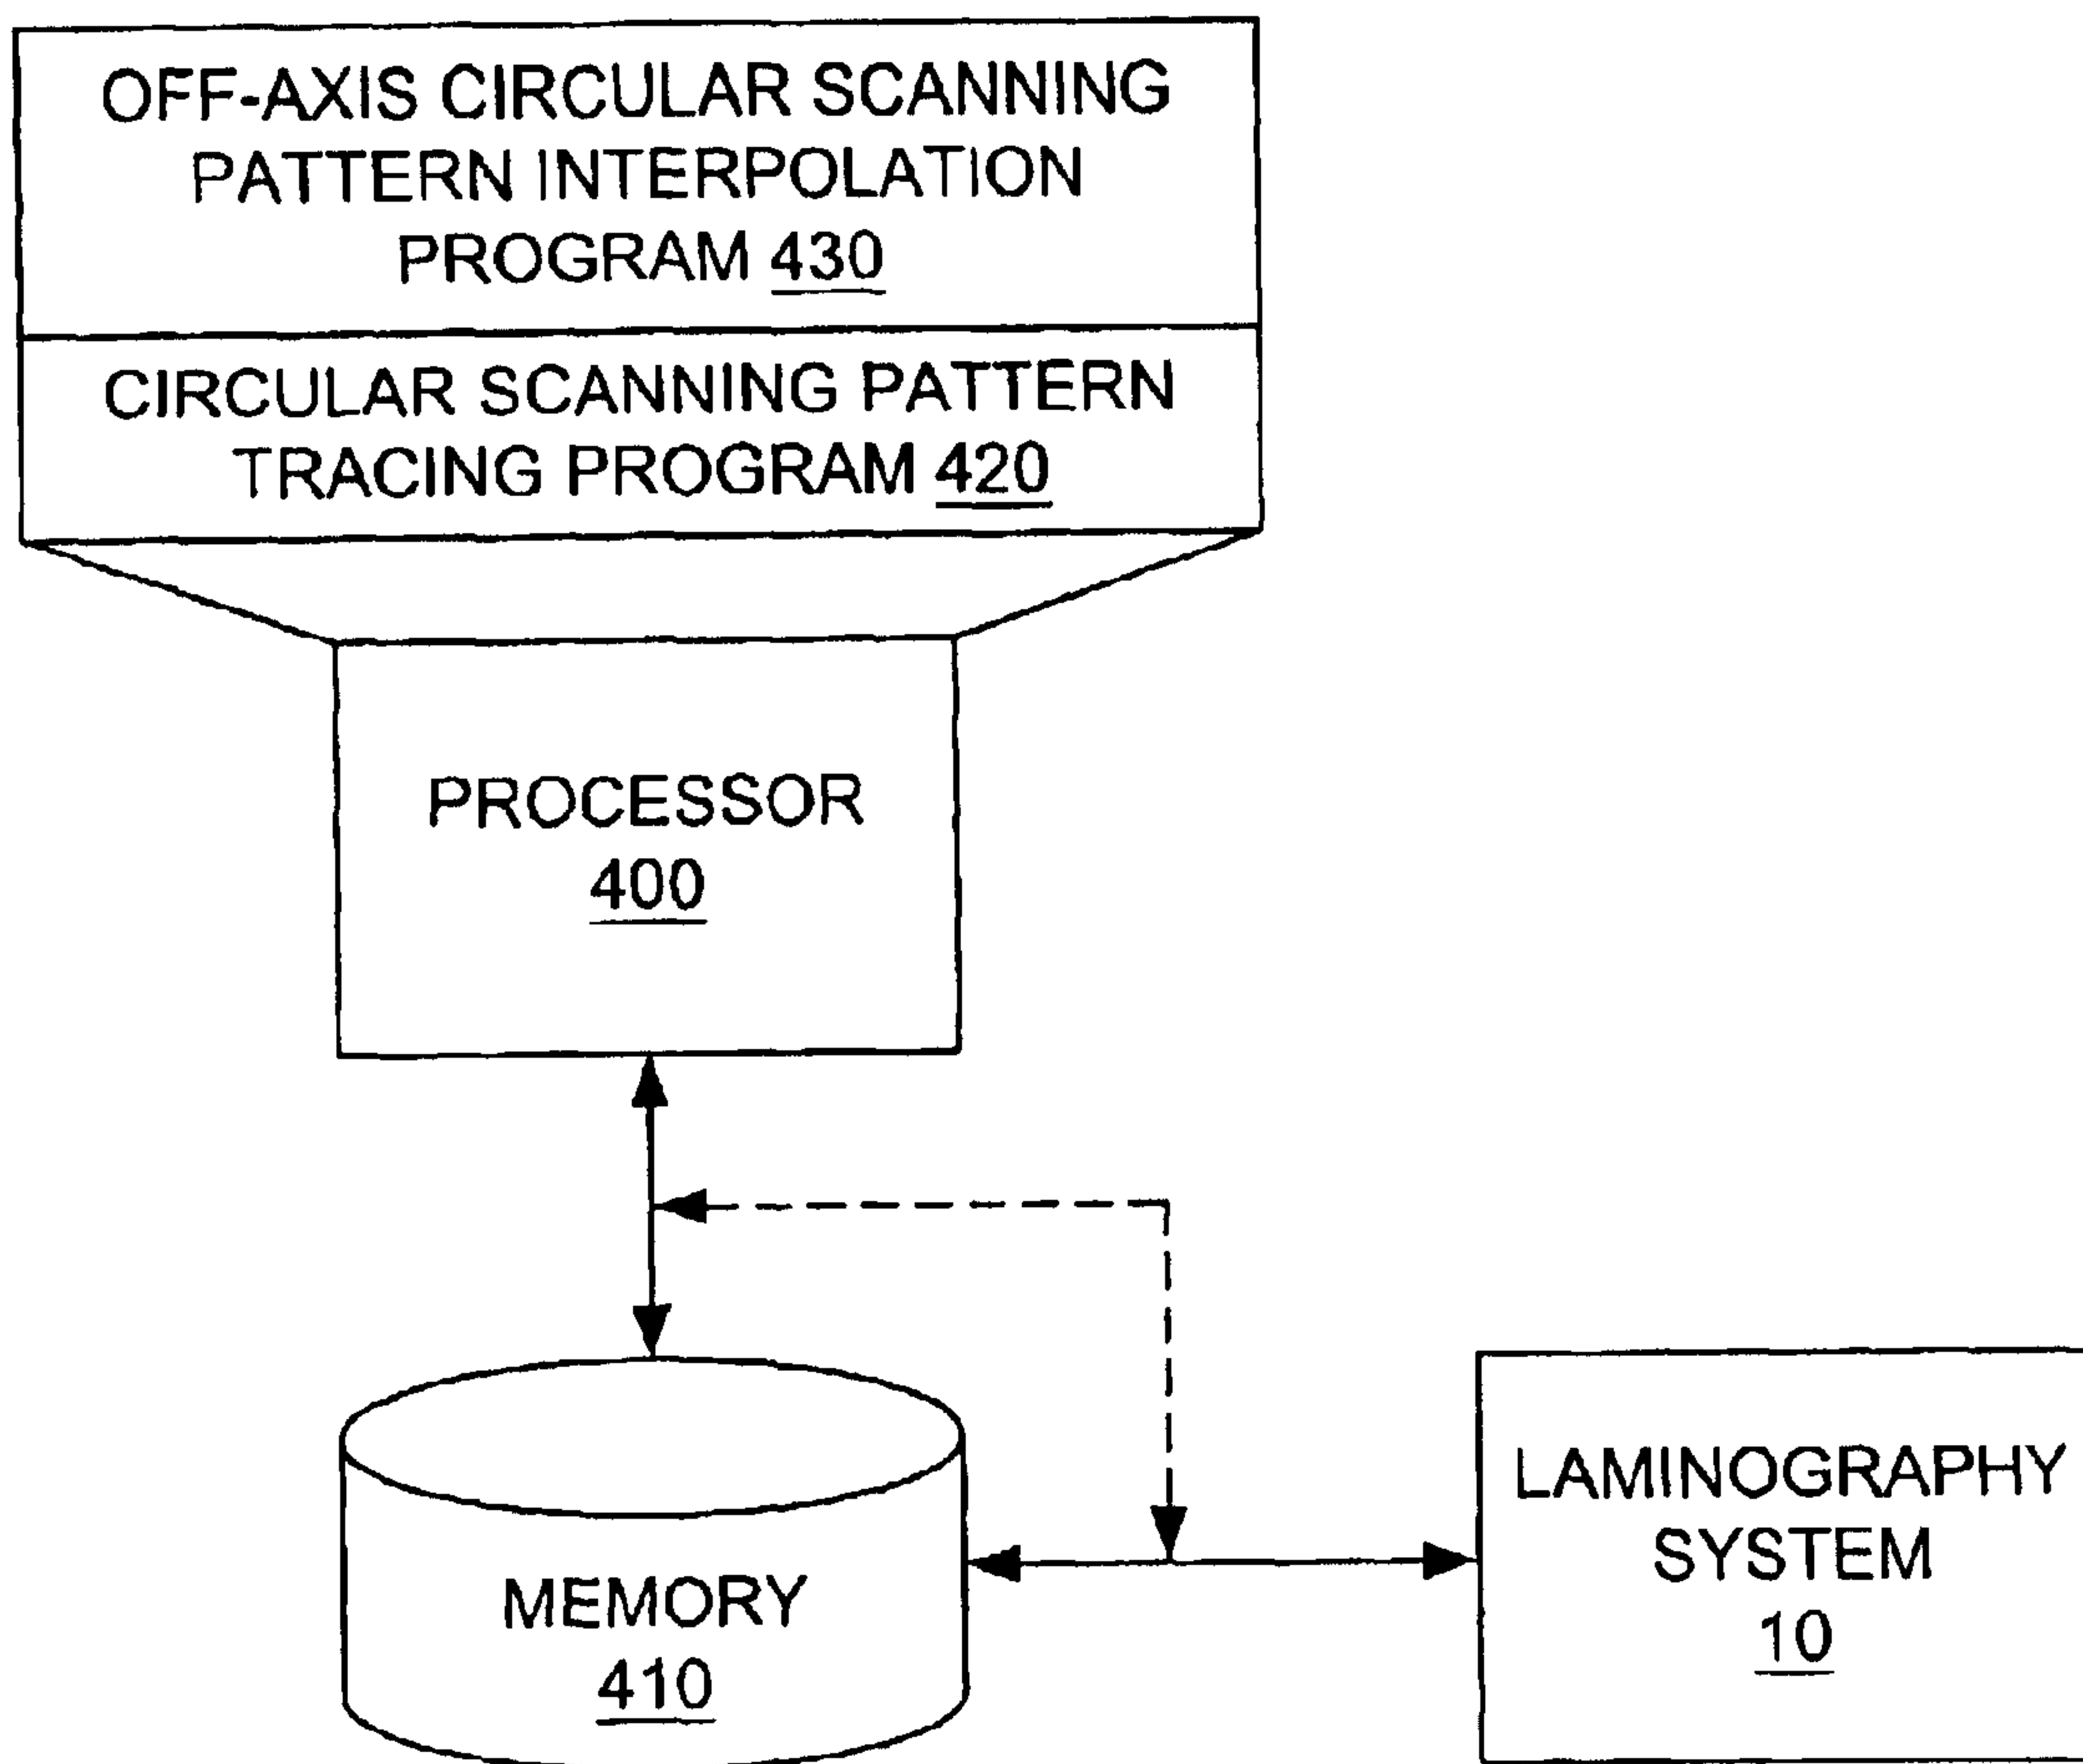 OFF-AXIS CIRCULAR SCANNING
PATTERN INTERPOLATION
PROGRAM 430
CIRCULAR SCANNING PATTERN
TRACING PROGRAM 420
PROCESSOR
400
MEMORY
410
LAMINOGRAPHY
SYSTEM
10